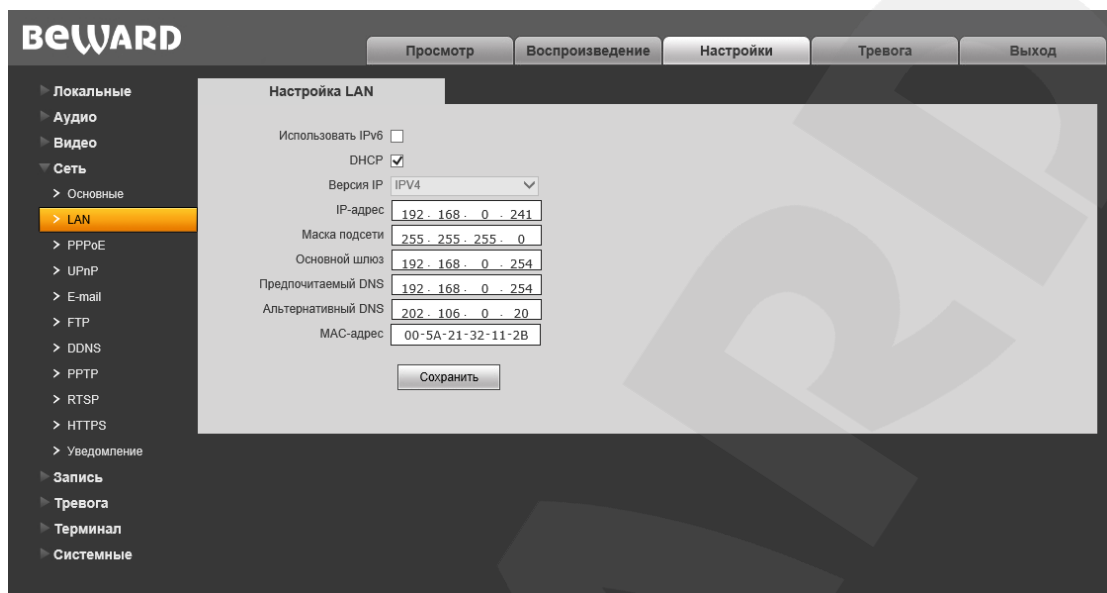 BEWARD
Просмотр Воспроизведение Настройки Тревога Выход
Локальные
Аудио
Видео
Сеть
Основные
LAN
PPPoE
UPnP
E-mail
FTP
DDNS
PPTP
RTSP
HTTPS
Уведомление
Запись
Тревога
Терминал
Системные
Настройка LAN
Использовать IPv6
DHCP
Версия IP IPV4
IP-адрес 192 . 168 . 0 . 241
Маска подсети 255 . 255 . 255 . 0
Основной шлюз 192 . 168 . 0 . 254
Предпочитаемый DNS 192 . 168 . 0 . 254
Альтернативный DNS 202 . 106 . 0 . 20
MAC-адрес 00-5A-21-32-11-2B
Сохранить